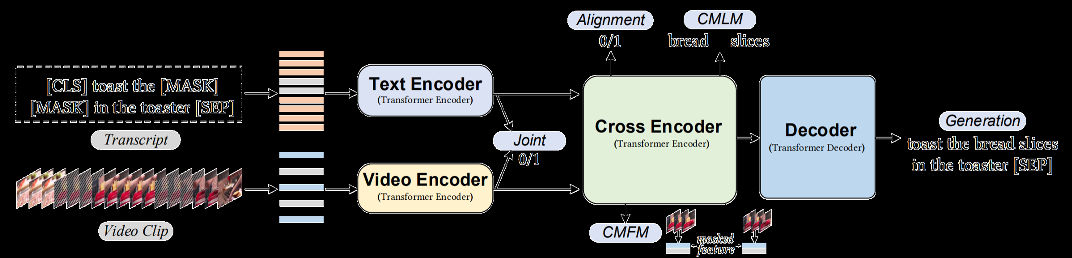 Alignment
CMLM
0/1
bread slices
[CLS] toast the [MASK]
[MASK] in the toaster [SEP]
Transcript
Text Encoder
(Transformer Encoder)
Joint
0/1
Video Encoder
(Transformer Encoder)
Video Clip
Cross Encoder
(Transformer Encoder)
Decoder
(Transformer Decoder)
Generation
toast the bread slices
in the toaster [SEP]
CMFM
masked
feature